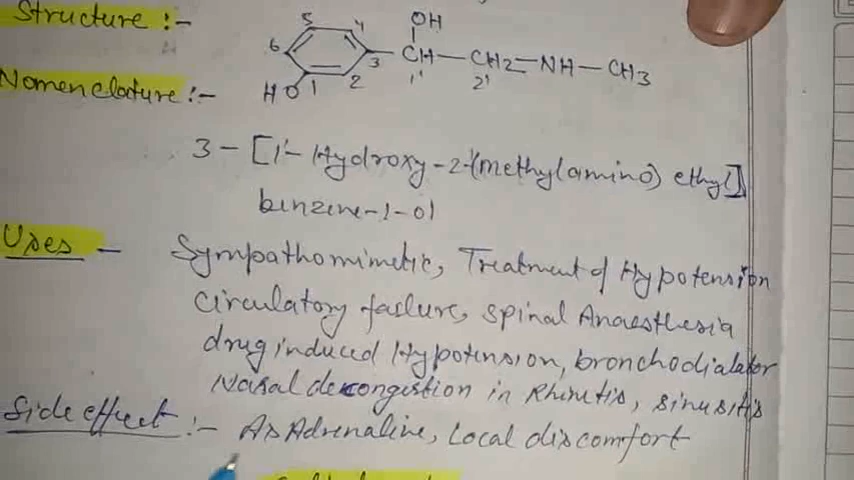 Structure :-
OH
5 4
6 3 CH — CH2 — NH — CH3
HO 1 2 1' 2'
Nomenclature :-
3 - [1'- Hydroxy-2-(methylamino) ethyl]
benzene-1-ol
Uses - Sympathomimetic, Treatment of Hypotension
circulatory failure, spinal Anaesthesia
drug induced Hypotension, bronchodialator
Nasal decongestion in Rhinetis, sinusitis
Side effect :- As Adrenaline, Local discomfort